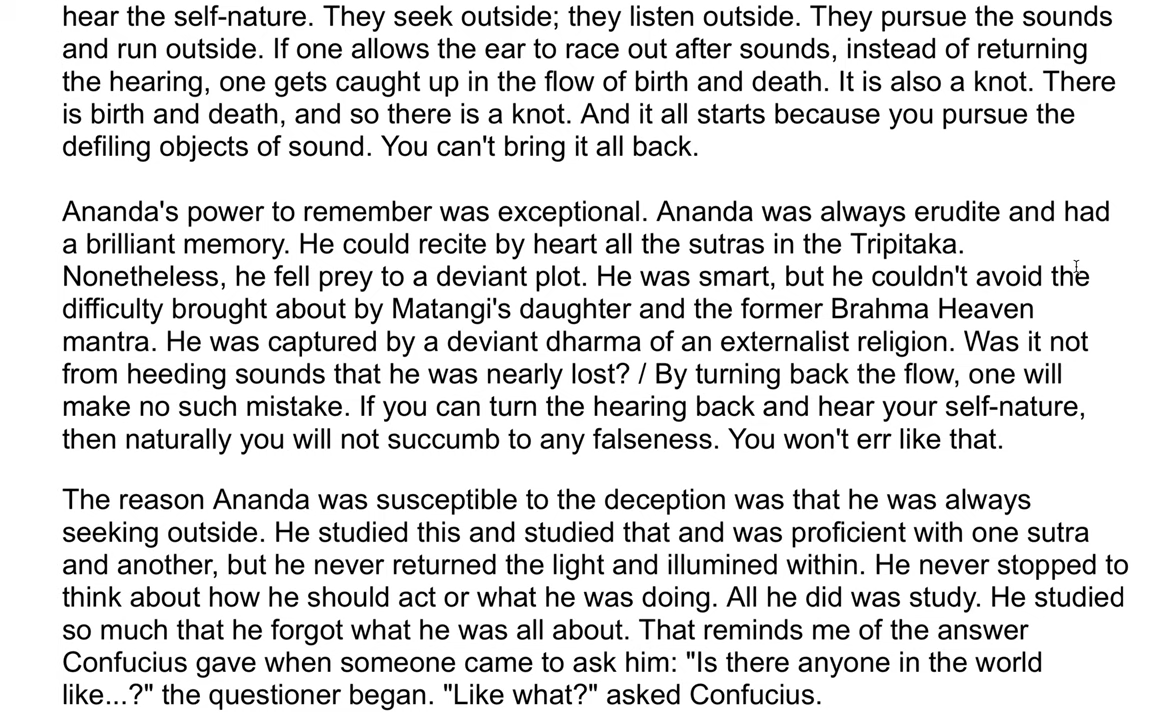 hear the self-nature. They seek outside; they listen outside. They pursue the sounds
and run outside. If one allows the ear to race out after sounds, instead of returning
the hearing, one gets caught up in the flow of birth and death. It is also a knot. There
is birth and death, and so there is a knot. And it all starts because you pursue the
defiling objects of sound. You can't bring it all back.
Ananda's power to remember was exceptional. Ananda was always erudite and had
a brilliant memory. He could recite by heart all the sutras in the Tripitaka.
Nonetheless, he fell prey to a deviant plot. He was smart, but he couldn't avoid the
difficulty brought about by Matangi's daughter and the former Brahma Heaven
mantra. He was captured by a deviant dharma of an externalist religion. Was it not
from heeding sounds that he was nearly lost? / By turning back the flow, one will
make no such mistake. If you can turn the hearing back and hear your self-nature,
then naturally you will not succumb to any falseness. You won't err like that.
The reason Ananda was susceptible to the deception was that he was always
seeking outside. He studied this and studied that and was proficient with one sutra
and another, but he never returned the light and illumined within. He never stopped to
think about how he should act or what he was doing. All he did was study. He studied
so much that he forgot what he was all about. That reminds me of the answer
Confucius gave when someone came to ask him: "Is there anyone in the world
like...?" the questioner began. "Like what?" asked Confucius.